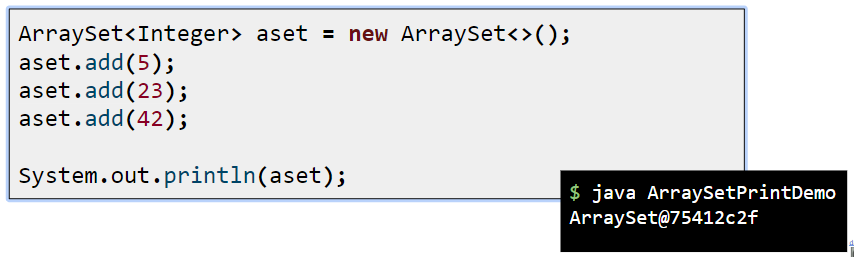 ArraySet<Integer> aset = new ArraySet<>();
aset.add(5);
aset.add(23);
aset.add(42);
System.out.println(aset);
$ java ArraySetPrintDemo
ArraySet@75412c2f